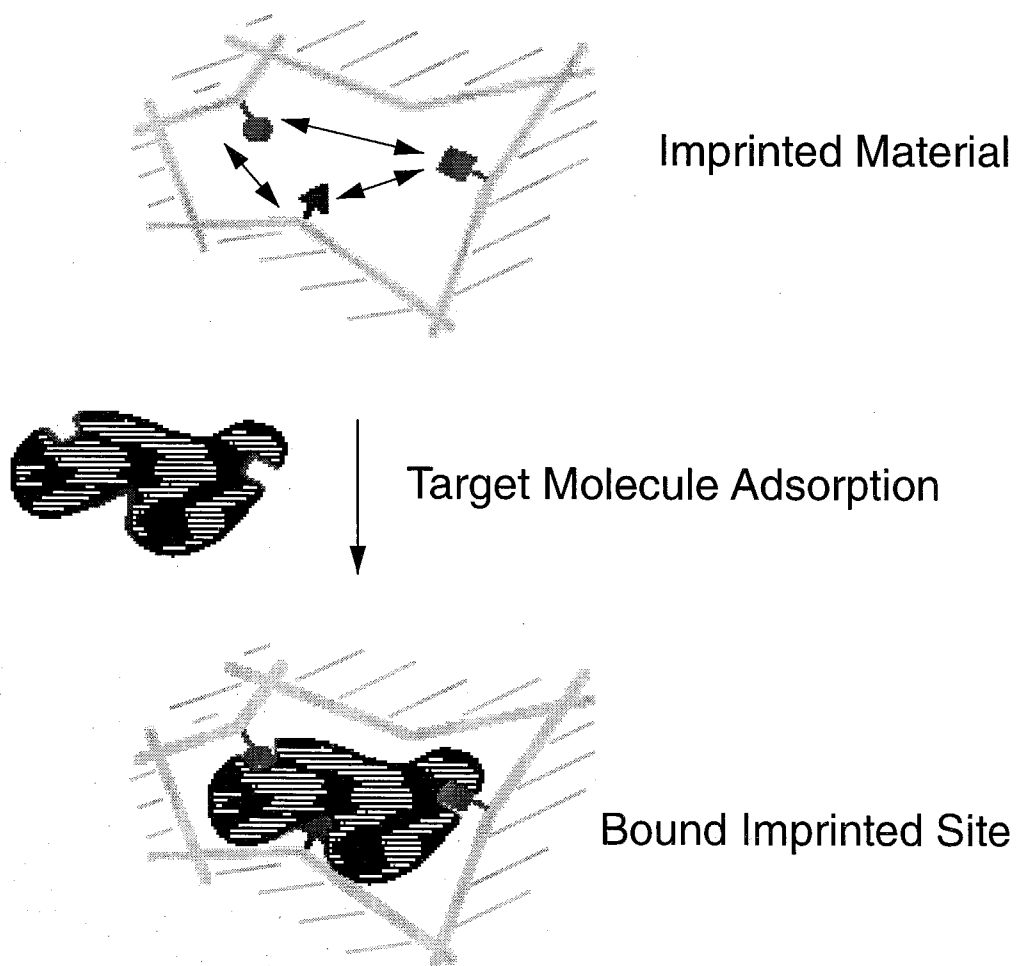 Imprinted Material
Target Molecule Adsorption
Bound Imprinted Site